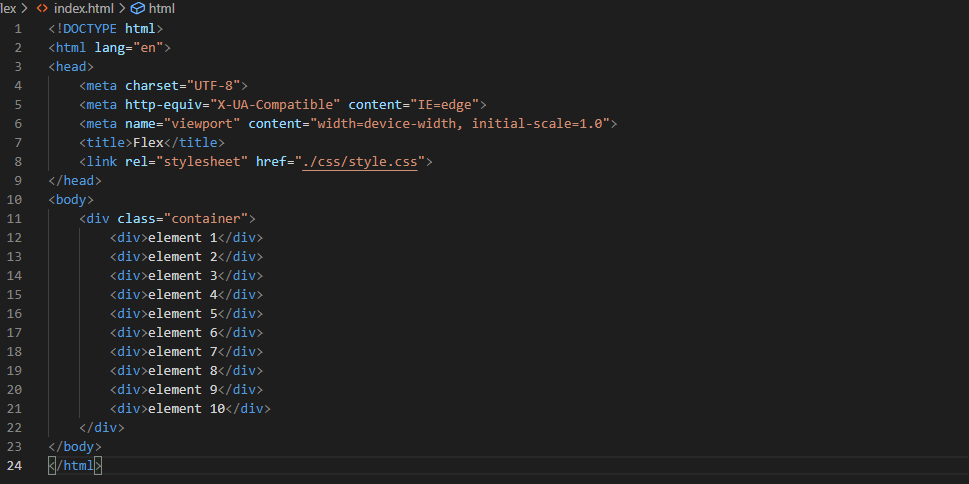 lex > index.html > html
1 <!DOCTYPE html>
2 <html lang="en">
3 <head>
4     <meta charset="UTF-8">
5     <meta http-equiv="X-UA-Compatible" content="IE=edge">
6     <meta name="viewport" content="width=device-width, initial-scale=1.0">
7     <title>Flex</title>
8     <link rel="stylesheet" href="./css/style.css">
9 </head>
10 <body>
11     <div class="container">
12         <div>element 1</div>
13         <div>element 2</div>
14         <div>element 3</div>
15         <div>element 4</div>
16         <div>element 5</div>
17         <div>element 6</div>
18         <div>element 7</div>
19         <div>element 8</div>
20         <div>element 9</div>
21         <div>element 10</div>
22     </div>
23 </body>
24 </html>